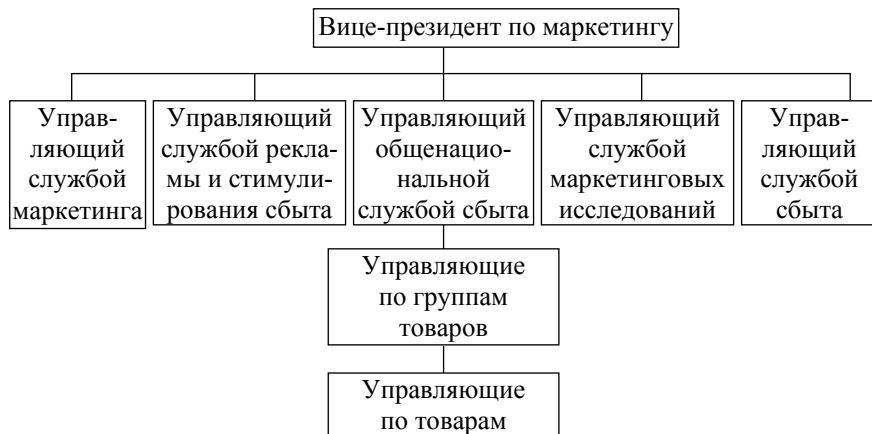 Вице-президент по маркетингу
Управ-
ляющий
службой
маркетинга
Управляющий
службой рекла-
мы и стимули-
рования сбыта
Управляющий
общенацио-
нальной
службой сбыта
Управляющий
службой
маркетинговых
исследований
Управ-
ляющий
службой
сбыта
Управляющие
по группам
товаров
Управляющие
по товарам